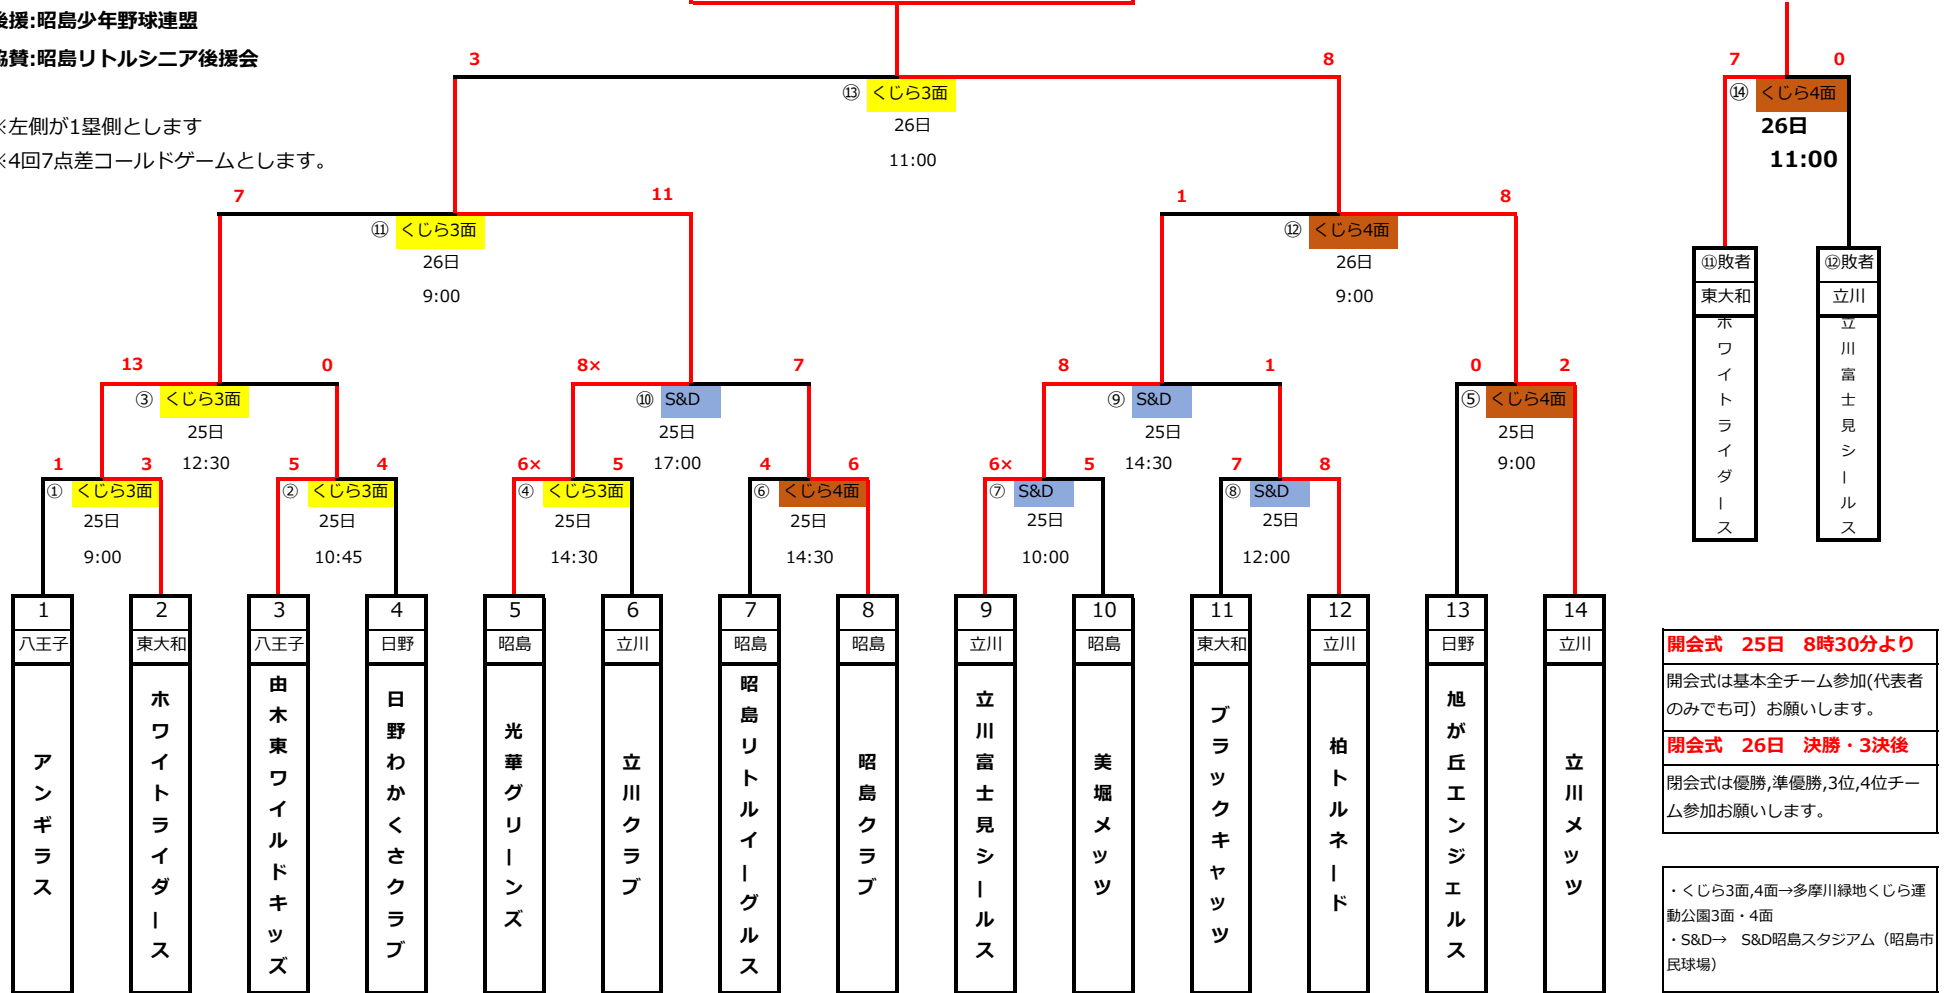 後援:昭島少年野球連盟
協賛:昭島リトルシニア後援会
※左側が1塁側とします
※4回7点差コールドゲームとします。
3 8
⑬ くじら3面
26日
11:00
7 0
⑭ くじら4面
26日
11:00
7 11
⑪ くじら3面
26日
9:00
1 8
⑫ くじら4面
26日
9:00
⑪敗者
東大和
ホワイトライダース
⑫敗者
立川
立川富士見シールス
13 0
③ くじら3面
25日
12:30
8× 7
⑩ S&D
25日
17:00
8 1
⑨ S&D
25日
14:30
0 2
⑤ くじら4面
25日
9:00
1 3
① くじら3面
25日
9:00
5 4
② くじら3面
25日
10:45
6× 5
④ くじら3面
25日
14:30
4 6
⑥ くじら4面
25日
14:30
6× 5
⑦ S&D
25日
10:00
7 8
⑧ S&D
25日
12:00
1
八王子
アンギラス
2
東大和
ホワイトライダース
3
八王子
由木東ワイルドキッズ
4
日野
日野わかくさクラブ
5
昭島
光華グリーンズ
6
立川
立川クラブ
7
昭島
昭島リトルイーグルス
8
昭島
昭島クラブ
9
立川
立川富士見シールス
10
昭島
美堀メッツ
11
東大和
ブラックキャッツ
12
立川
柏トルネード
13
日野
旭が丘エンジェルス
14
立川
立川メッツ
開会式　25日　8時30分より
開会式は基本全チーム参加(代表者
のみでも可）お願いします。
閉会式　26日　決勝・3決後
閉会式は優勝,準優勝,3位,4位チー
ム参加お願いします。
・くじら3面,4面→多摩川緑地くじら運
動公園3面・4面
・S&D→　S&D昭島スタジアム（昭島市
民球場）